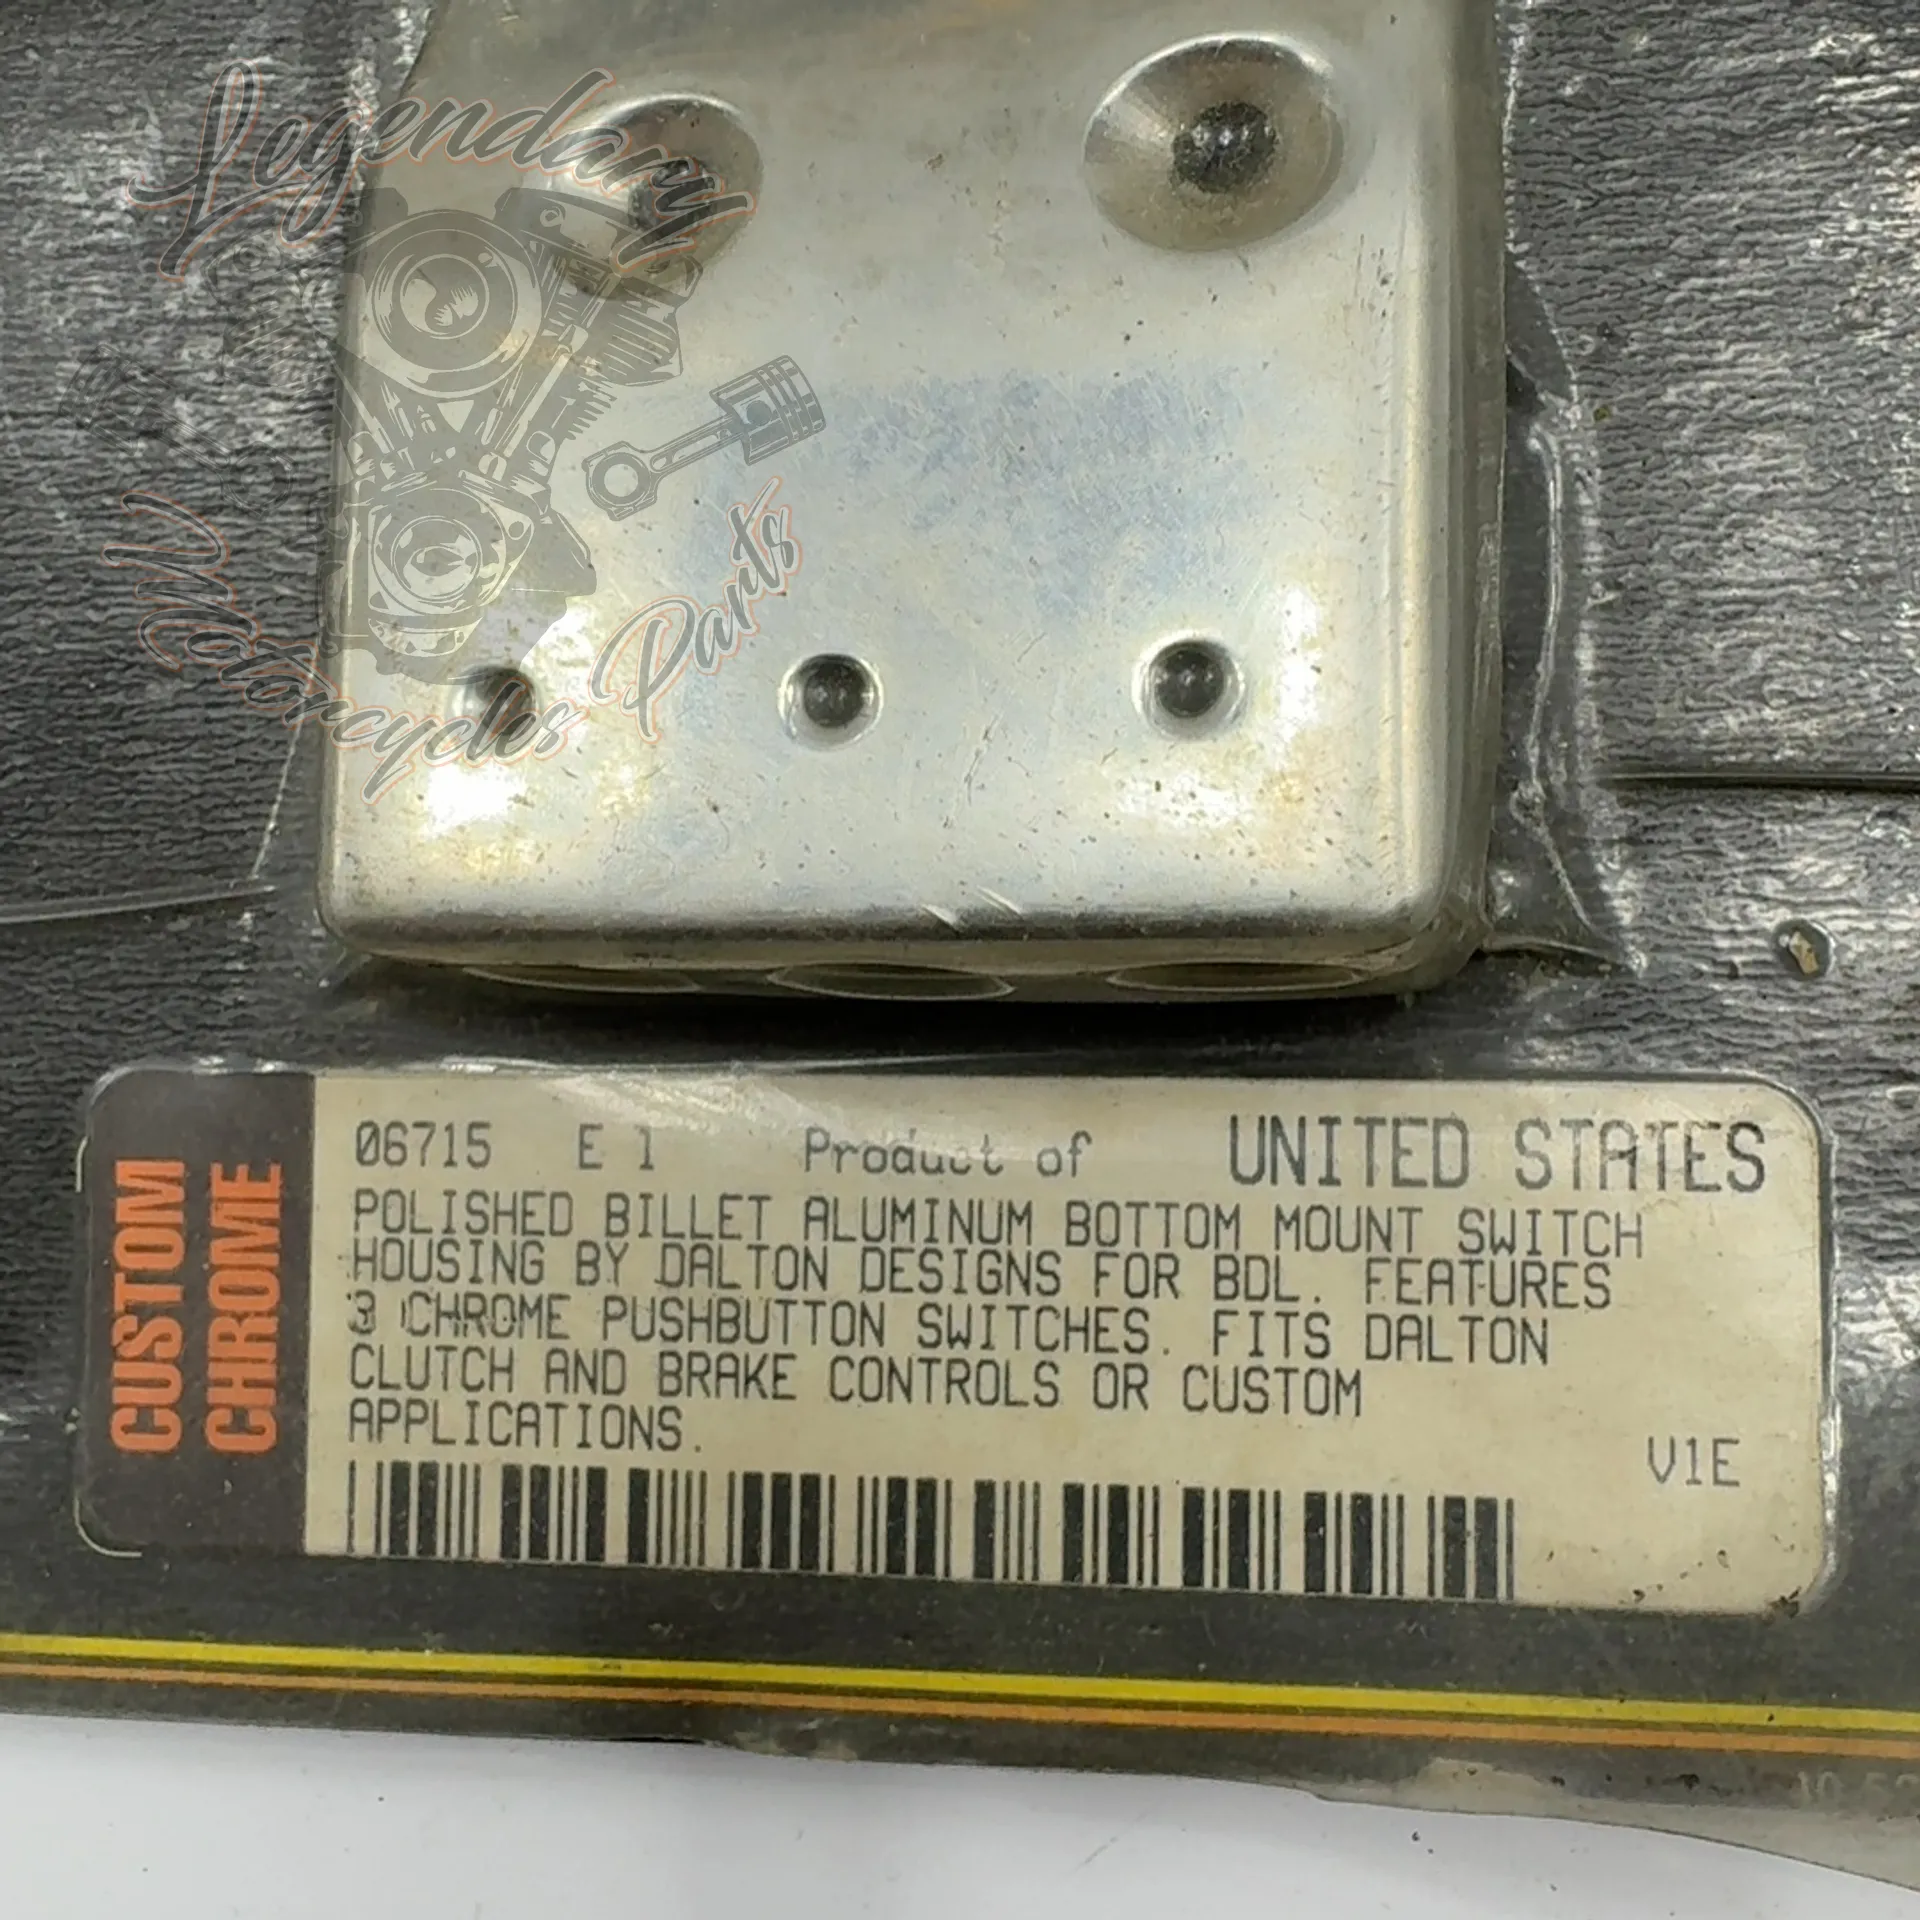 Legendary
Motorcycles Parts
CUSTOM
CHROME
06715 E 1 Product of UNITED STATES
POLISHED BILLET ALUMINUM BOTTOM MOUNT SWITCH
HOUSING BY DALTON DESIGNS FOR BDL. FEATURES
3 CHROME PUSHBUTTON SWITCHES. FITS DALTON
CLUTCH AND BRAKE CONTROLS OR CUSTOM
APPLICATIONS.
V1E